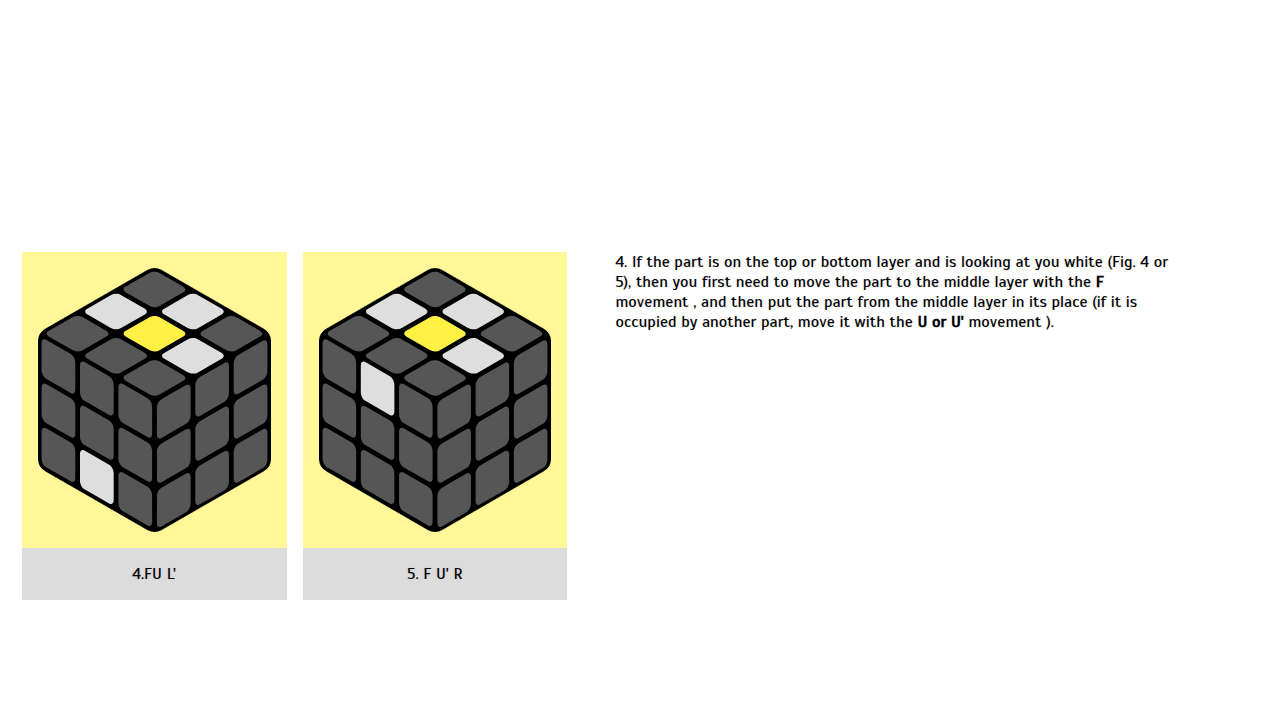 4. If the part is on the top or bottom layer and is looking at you white (Fig. 4 or
5), then you first need to move the part to the middle layer with the F
movement , and then put the part from the middle layer in its place (if it is
occupied by another part, move it with the U or U' movement ).
4.FU L'
5. F U' R